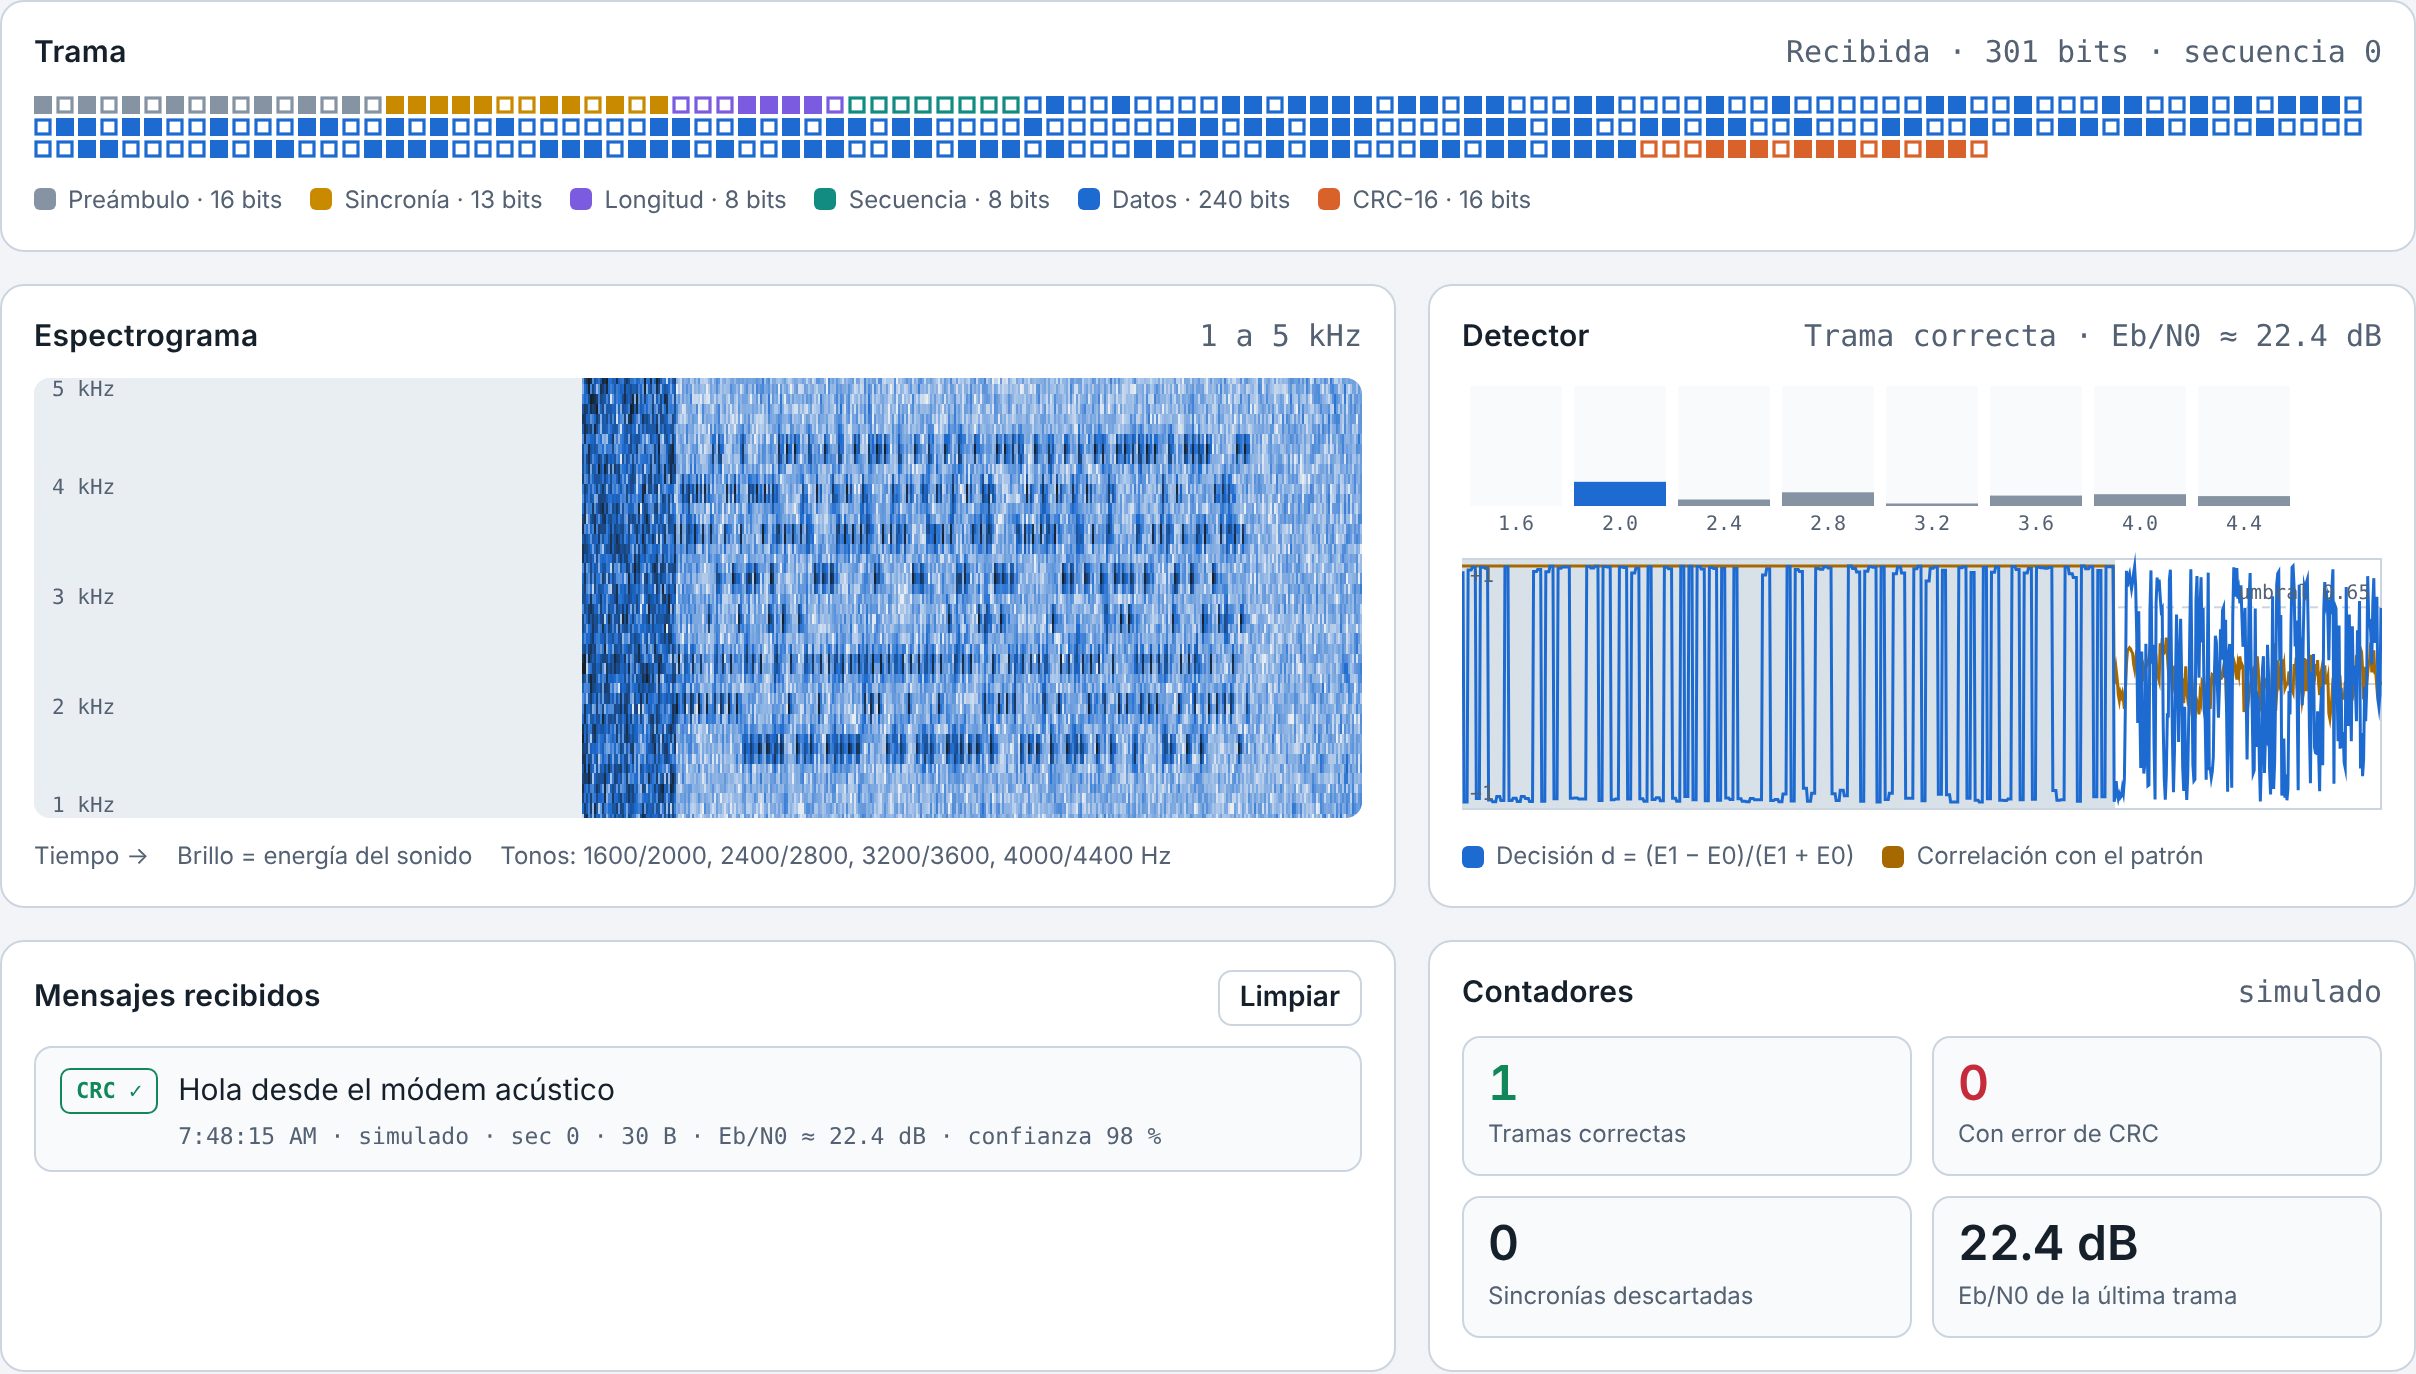 Trama
Recibida · 301 bits · secuencia 0
Preámbulo · 16 bits
Sincronía · 13 bits
Longitud · 8 bits
Secuencia · 8 bits
Datos · 240 bits
CRC-16 · 16 bits
Espectrograma
1 a 5 kHz
5 kHz
4 kHz
3 kHz
2 kHz
1 kHz
Tiempo →
Brillo = energía del sonido
Tonos: 1600/2000, 2400/2800, 3200/3600, 4000/4400 Hz
Detector
Trama correcta · Eb/N0 ≈ 22.4 dB
1.6 2.0 2.4 2.8 3.2 3.6 4.0 4.4
+1
umbral 0.65
−1
Decisión d = (E1 − E0)/(E1 + E0)
Correlación con el patrón
Mensajes recibidos
Limpiar
CRC ✓
Hola desde el módem acústico
7:48:15 AM · simulado · sec 0 · 30 B · Eb/N0 ≈ 22.4 dB · confianza 98 %
Contadores
simulado
1
Tramas correctas
0
Con error de CRC
0
Sincronías descartadas
22.4 dB
Eb/N0 de la última trama